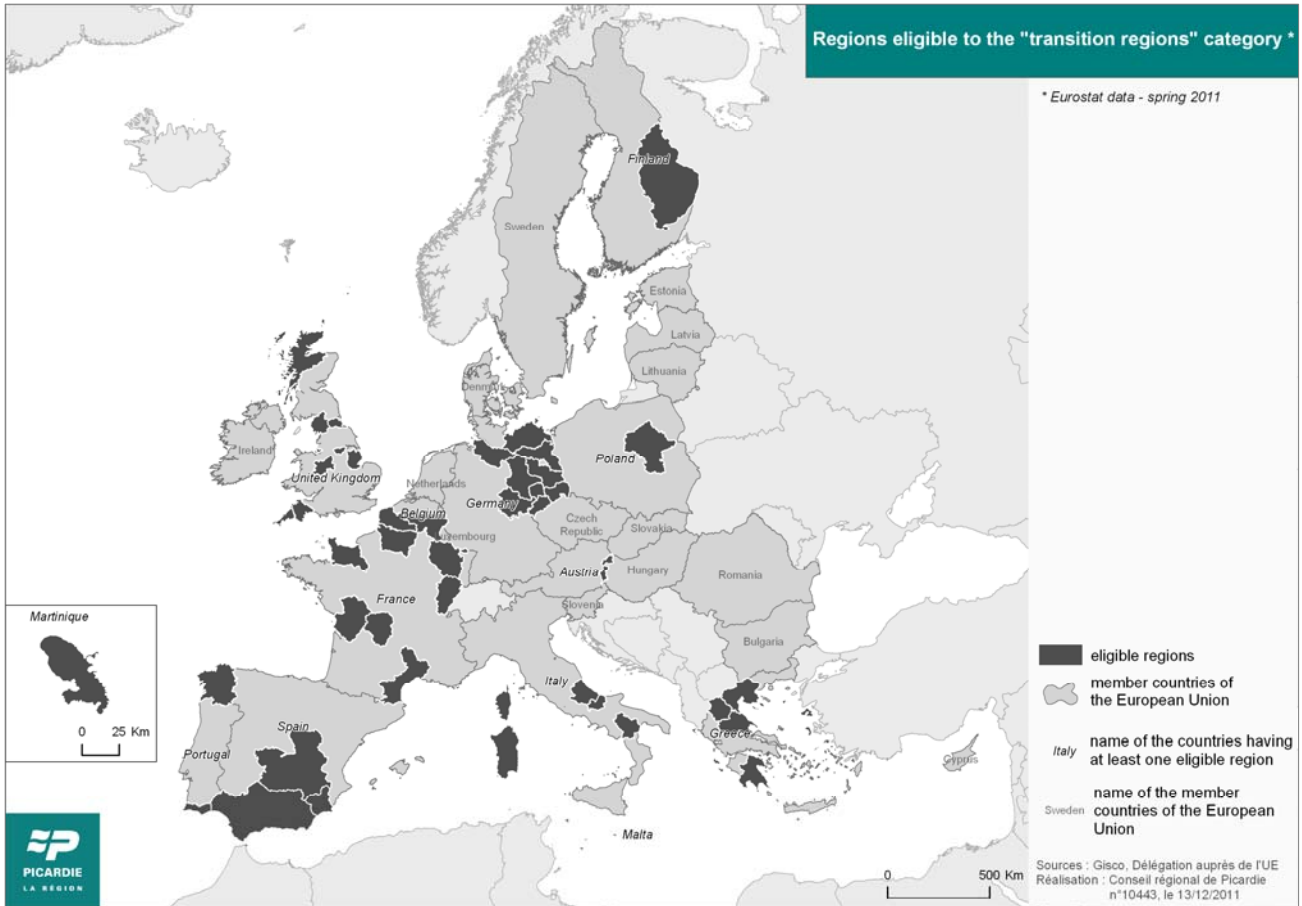 Regions eligible to the "transition regions" category *
* Eurostat data - spring 2011
Finland
Sweden
Estonia
Latvia
Lithuania
Denmark
Ireland
United Kingdom
Netherlands
Poland
Germany
Belgium
Luxembourg
Czech
Republic
Slovakia
Austria
Hungary
Romania
France
Slovenia
Bulgaria
Martinique
0 25 Km
Italy
Spain
Portugal
Greece
Cyprus
Malta
eligible regions
member countries of
the European Union
Italy name of the countries having
at least one eligible region
Sweden name of the member
countries of the European
Union
PICARDIE
LA RÉGION
0 500 Km
Sources : Gisco, Délégation auprès de l'UE
Réalisation : Conseil régional de Picardie
n°10443, le 13/12/2011